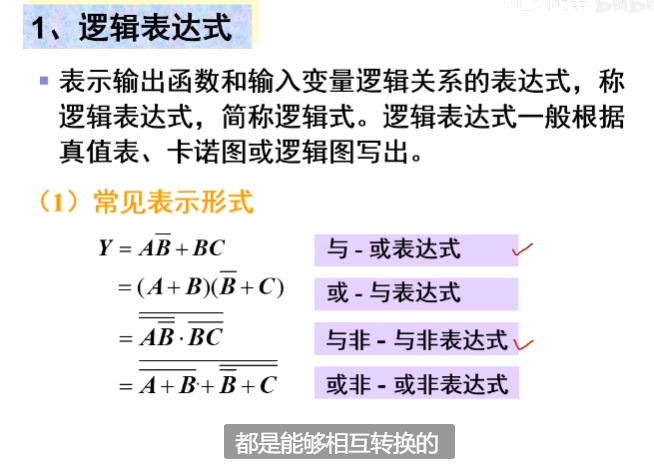 1、逻辑表达式
表示输出函数和输入变量逻辑关系的表达式，称
逻辑表达式，简称逻辑式。逻辑表达式一般根据
真值表、卡诺图或逻辑图写出。
（1）常见表示形式
Y = AB̅ + BC 与 - 或表达式
= (A + B)(B̅ + C) 或 - 与表达式
= \overline{\overline{A\overline{B}} · \overline{BC}} 与非 - 与非表达式
= \overline{\overline{A + B} + \overline{\overline{B} + C}} 或非 - 或非表达式
都是能够相互转换的